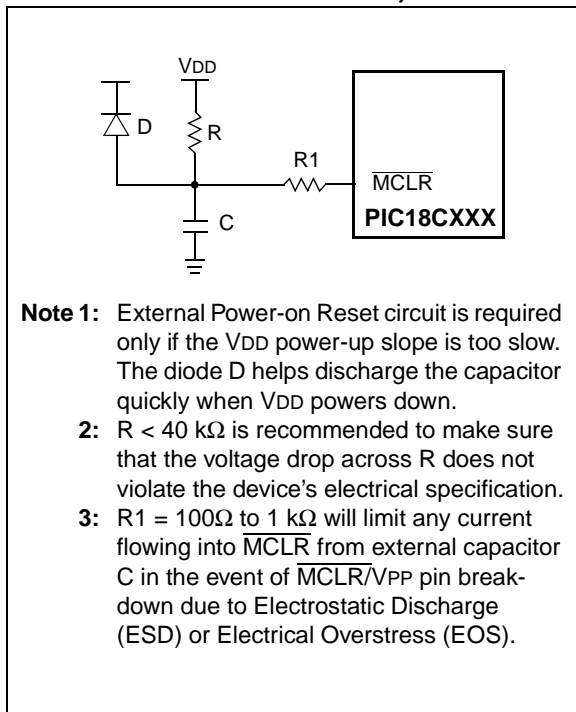 VDD
D
R
R1
MCLR
C
PIC18CXXX
Note 1: External Power-on Reset circuit is required
only if the VDD power-up slope is too slow.
The diode D helps discharge the capacitor
quickly when VDD powers down.
2: R < 40 kΩ is recommended to make sure
that the voltage drop across R does not
violate the device's electrical specification.
3: R1 = 100Ω to 1 kΩ will limit any current
flowing into MCLR from external capacitor
C in the event of MCLR/VPP pin break-
down due to Electrostatic Discharge
(ESD) or Electrical Overstress (EOS).